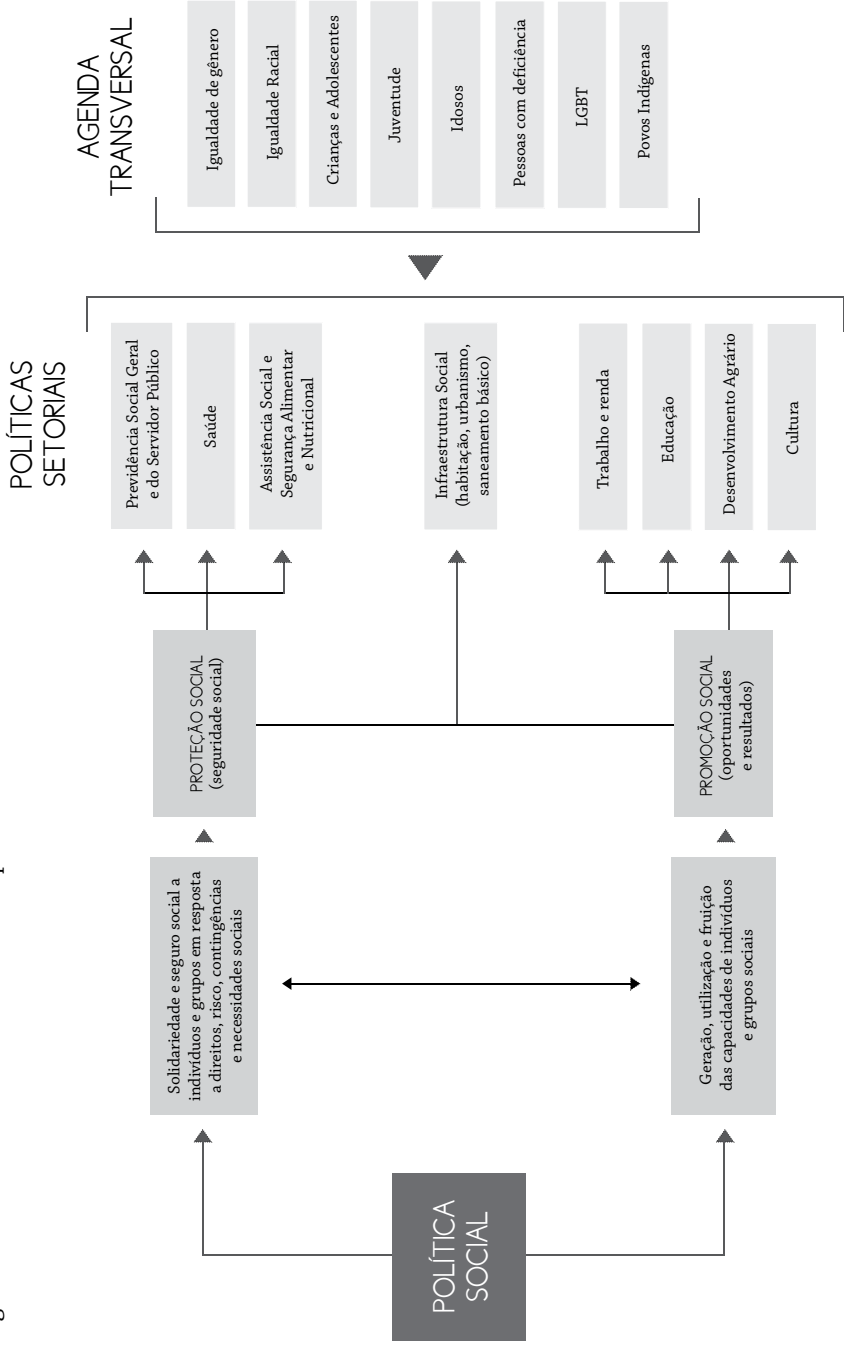 POLÍTICA
SOCIAL
Solidariedade e seguro social a
indivíduos e grupos em resposta
a direitos, risco, contingências
e necessidades sociais
Geração, utilização e fruição
das capacidades de indivíduos
e grupos sociais
PROTEÇÃO SOCIAL
(seguridade social)
PROMOÇÃO SOCIAL
(oportunidades
e resultados)
POLÍTICAS
SETORIAIS
Previdência Social Geral
e do Servidor Público
Saúde
Assistência Social e
Segurança Alimentar
e Nutricional
Infraestrutura Social
(habitação, urbanismo,
saneamento básico)
Trabalho e renda
Educação
Desenvolvimento Agrário
Cultura
AGENDA
TRANSVERSAL
Igualdade de gênero
Igualdade Racial
Crianças e Adolescentes
Juventude
Idosos
Pessoas com deficiência
LGBT
Povos Indígenas